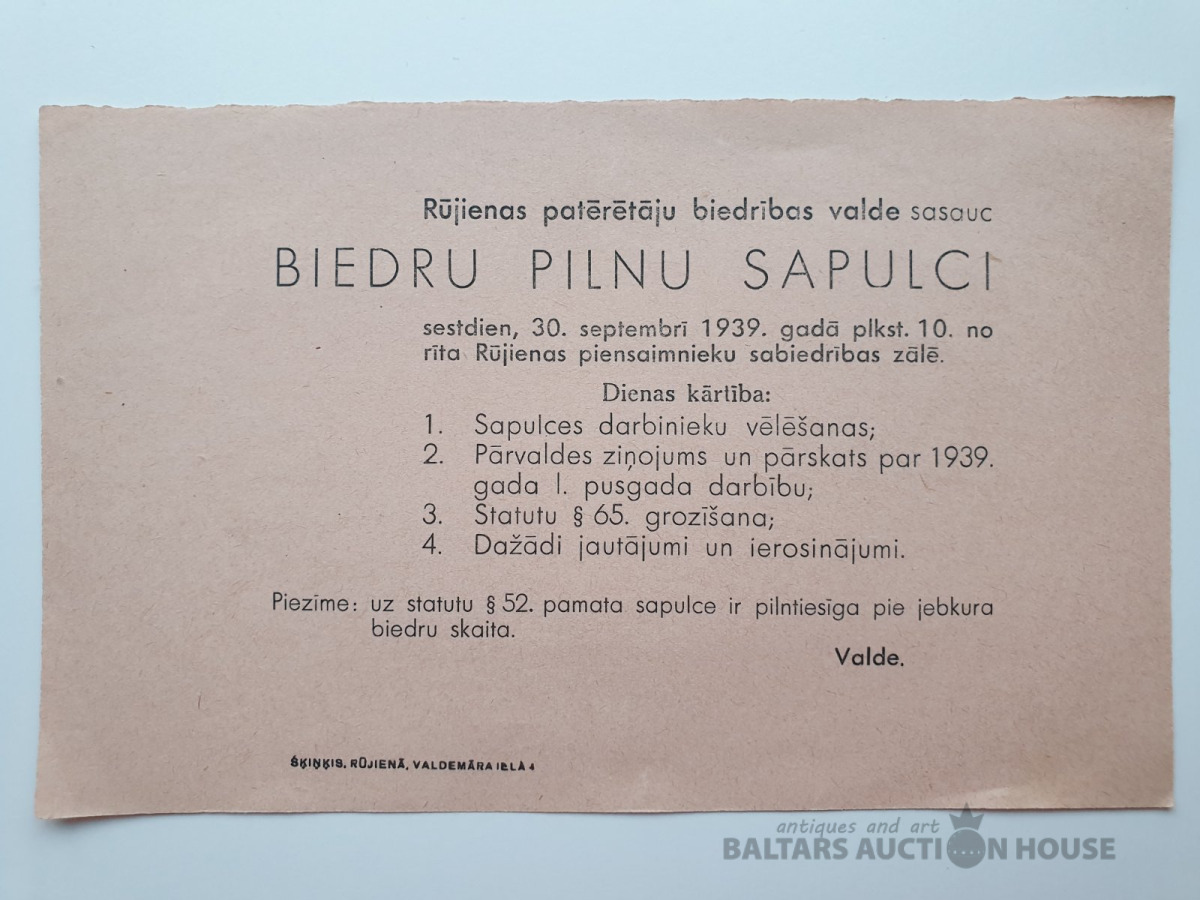 Rūjienas patērētāju biedrības valde sasauc
BIEDRU PILNU SAPULCI
sestdien, 30. septembrī 1939. gadā plkst. 10. no
rīta Rūjienas piensaimnieku sabiedrības zālē.
Dienas kārtība:
1. Sapulces darbinieku vēlēšanas;
2. Pārvaldes ziņojums un pārskats par 1939.
gada I. pusgada darbību;
3. Statutu § 65. grozīšana;
4. Dažādi jautājumi un ierosinājumi.
Piezīme: uz statutu § 52. pamata sapulce ir pilntiesīga pie jebkura
biedru skaita.
Valde.
ŠĶIŅĶIS, RŪJIENĀ, VALDEMĀRA IELĀ 4
antiques and art
BALTARS AUCTION HOUSE